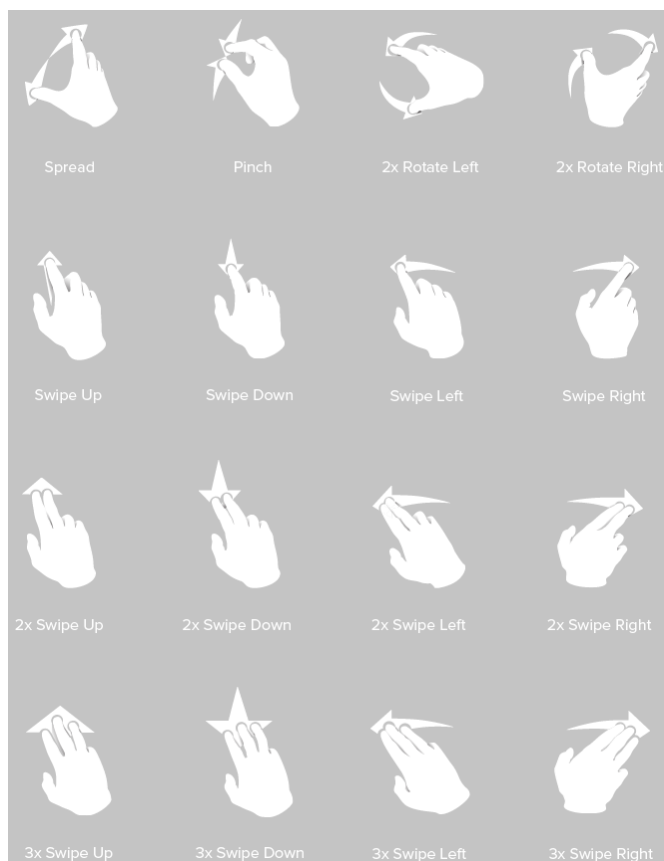 Spread
Pinch
2x Rotate Left
2x Rotate Right
Swipe Up
Swipe Down
Swipe Left
Swipe Right
2x Swipe Up
2x Swipe Down
2x Swipe Left
2x Swipe Right
3x Swipe Up
3x Swipe Down
3x Swipe Left
3x Swipe Right